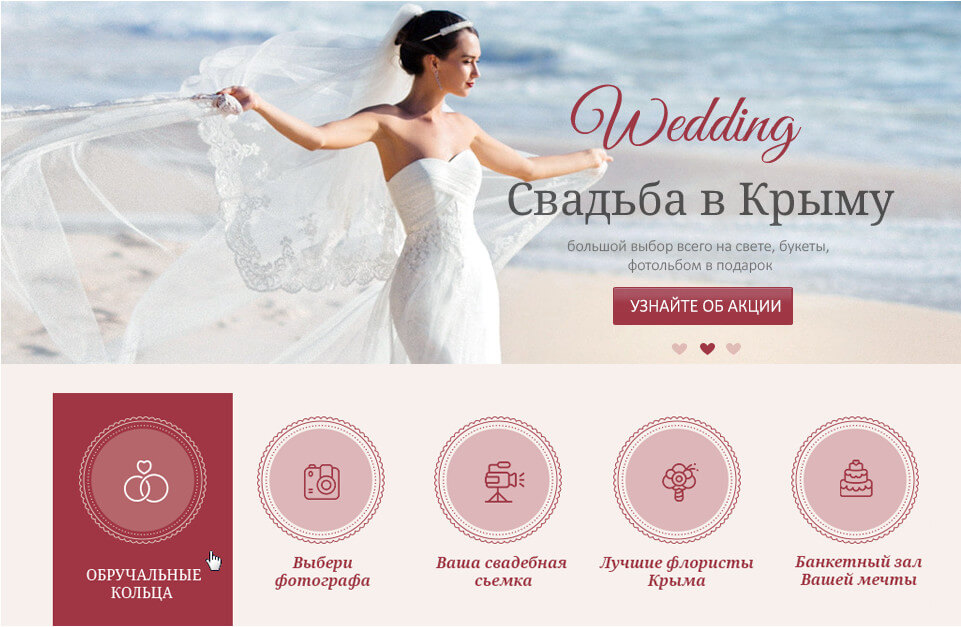 Wedding
Свадьба в Крыму
большой выбор всего на свете, букеты,
фотольбом в подарок
УЗНАЙТЕ ОБ АКЦИИ
ОБРУЧАЛЬНЫЕ
КОЛЬЦА
Выбери
фотографа
Ваша свадебная
сьемка
Лучшие флористы
Крыма
Банкетный зал
Вашей мечты